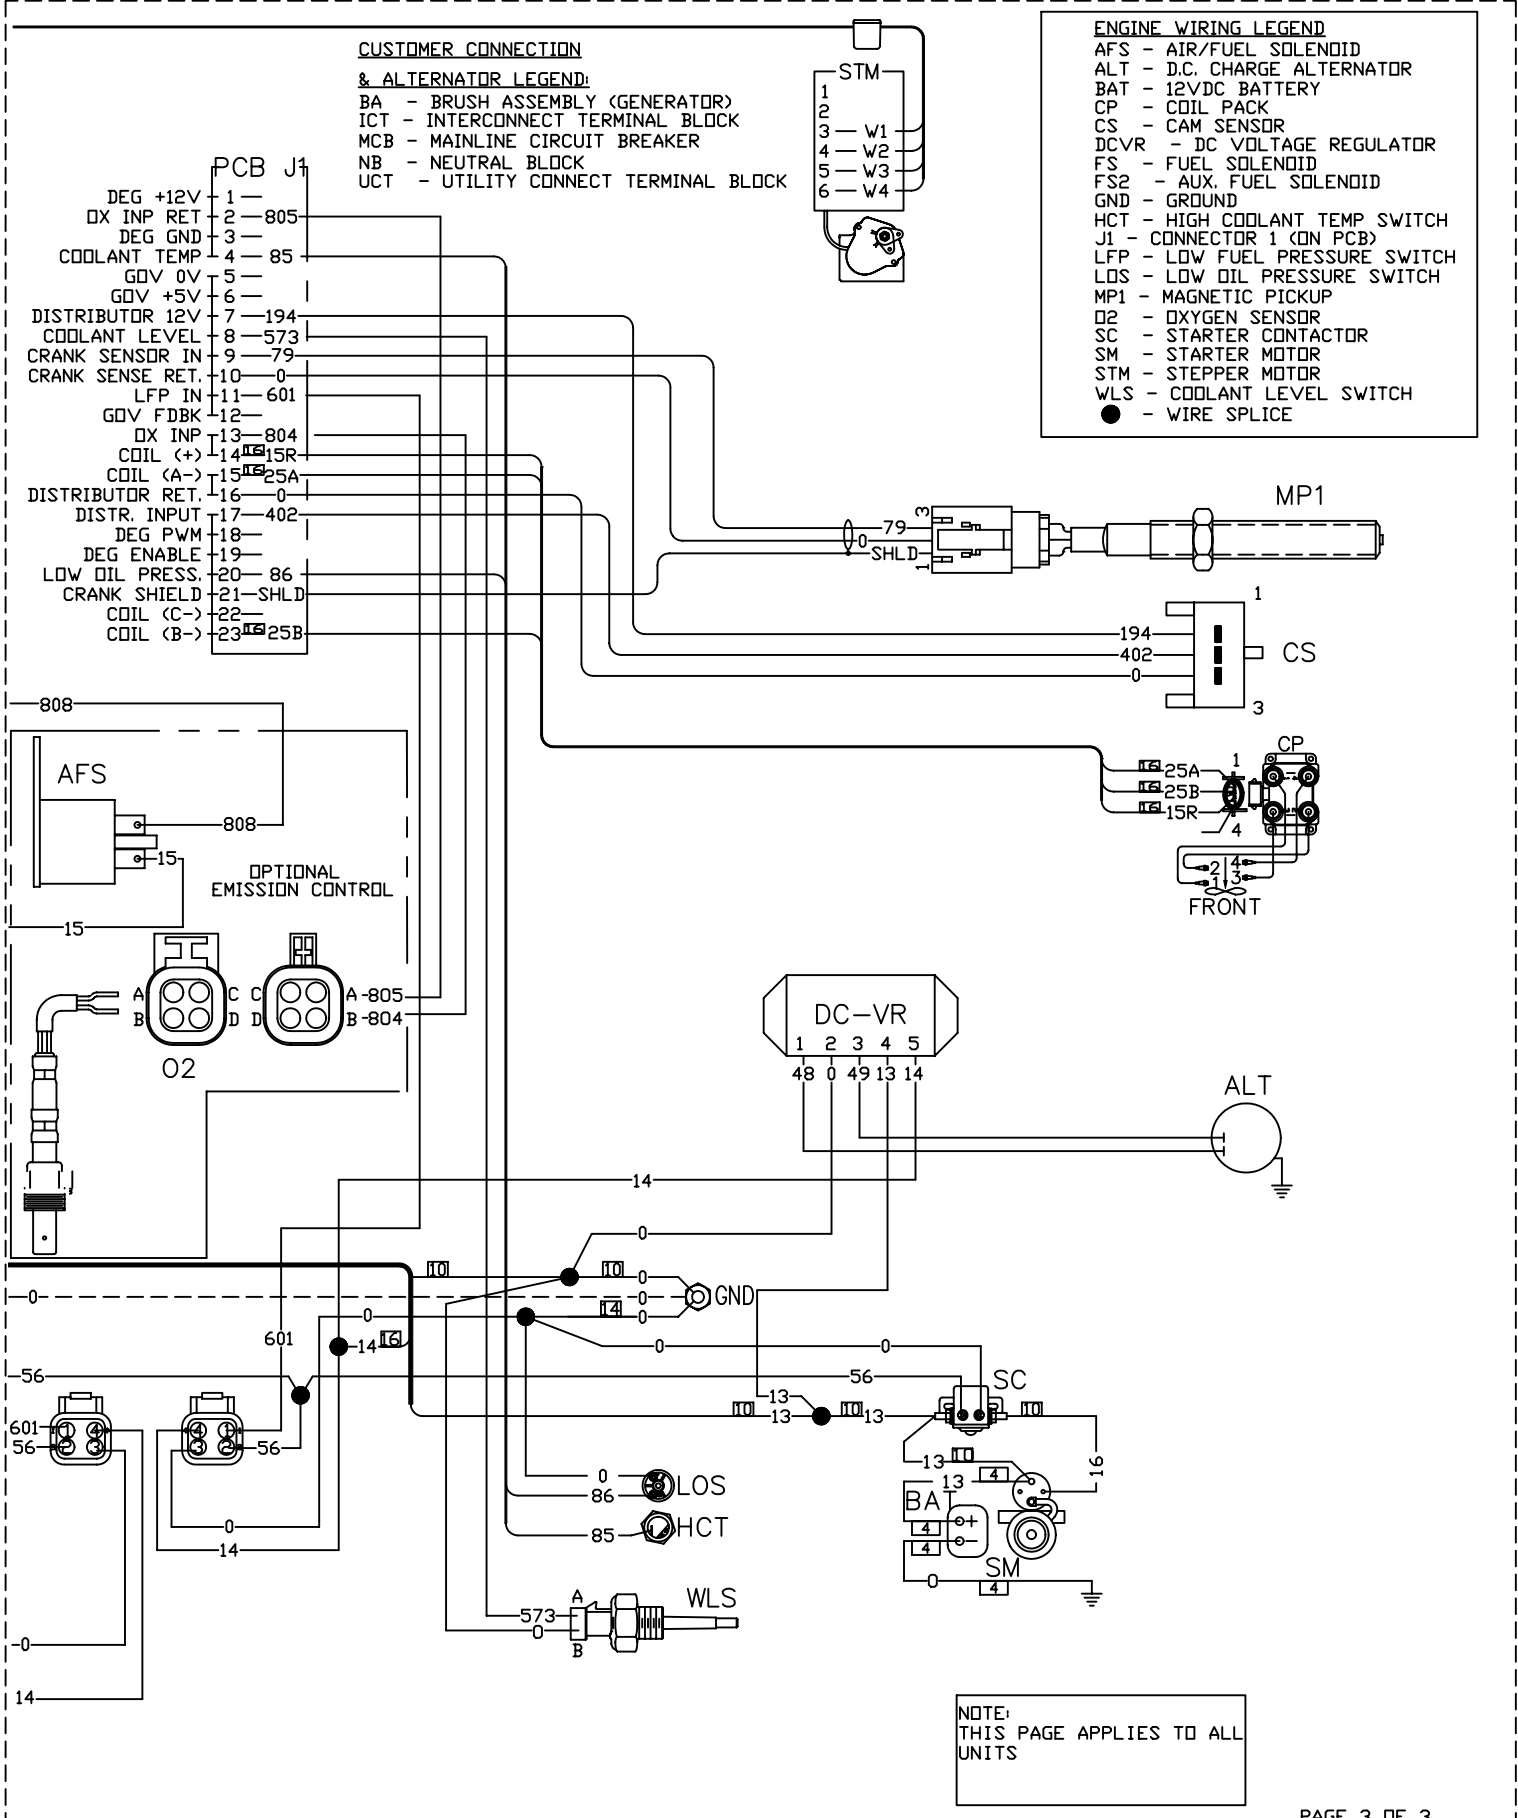 CUSTOMER CONNECTION
& ALTERNATOR LEGEND:
BA - BRUSH ASSEMBLY (GENERATOR)
ICT - INTERCONNECT TERMINAL BLOCK
MCB - MAINLINE CIRCUIT BREAKER
NB - NEUTRAL BLOCK
UCT - UTILITY CONNECT TERMINAL BLOCK
STM
1
2
3 W1
4 W2
5 W3
6 W4
ENGINE WIRING LEGEND
AFS - AIR/FUEL SOLENOID
ALT - D.C. CHARGE ALTERNATOR
BAT - 12VDC BATTERY
CP - COIL PACK
CS - CAM SENSOR
DCVR - DC VOLTAGE REGULATOR
FS - FUEL SOLENOID
FS2 - AUX. FUEL SOLENOID
GND - GROUND
HCT - HIGH COOLANT TEMP SWITCH
J1 - CONNECTOR 1 (ON PCB)
LFP - LOW FUEL PRESSURE SWITCH
LOS - LOW OIL PRESSURE SWITCH
MP1 - MAGNETIC PICKUP
O2 - OXYGEN SENSOR
SC - STARTER CONTACTOR
SM - STARTER MOTOR
STM - STEPPER MOTOR
WLS - COOLANT LEVEL SWITCH
- WIRE SPLICE
PCB J1
DEG +12V 1
OX INP RET 2 805
DEG GND 3
COOLANT TEMP 4 85
GOV 0V 5
GOV +5V 6
DISTRIBUTOR 12V 7 194
COOLANT LEVEL 8 573
CRANK SENSOR IN 9 79
CRANK SENSE RET. 10 0
LFP IN 11 601
GOV FDBK 12
OX INP 13 804
COIL (+) 14 16 15R
COIL (A-) 15 16 25A
DISTRIBUTOR RET. 16 0
DISTR. INPUT 17 402
DEG PWM 18
DEG ENABLE 19
LOW OIL PRESS. 20 86
CRANK SHIELD 21 SHLD
COIL (C-) 22
COIL (B-) 23 16 25B
MP1
3
79
0
SHLD
1
1
194
402
0
CS
3
CP
1
16 25A
16 25B
16 15R
4
2 4
1 3
FRONT
808
AFS
808
15
OPTIONAL
EMISSION CONTROL
15
A C C A 805
B D D B 804
O2
DC-VR
1 2 3 4 5
48 0 49 13 14
ALT
14
0
10 10 0
0 0 GND
0 14 0
601
14 16
0 0
56 56
SC
13
10 13 10 13 10
601 1 4 4 1
56 2 3 3 2 56
13 10
16
13 4
BA
4 +
4 -
SM
0 4
0
86 LOS
85 HCT
0
14
WLS
A
573
0
B
0
14
NOTE:
THIS PAGE APPLIES TO ALL
UNITS
PAGE 3 OF 3